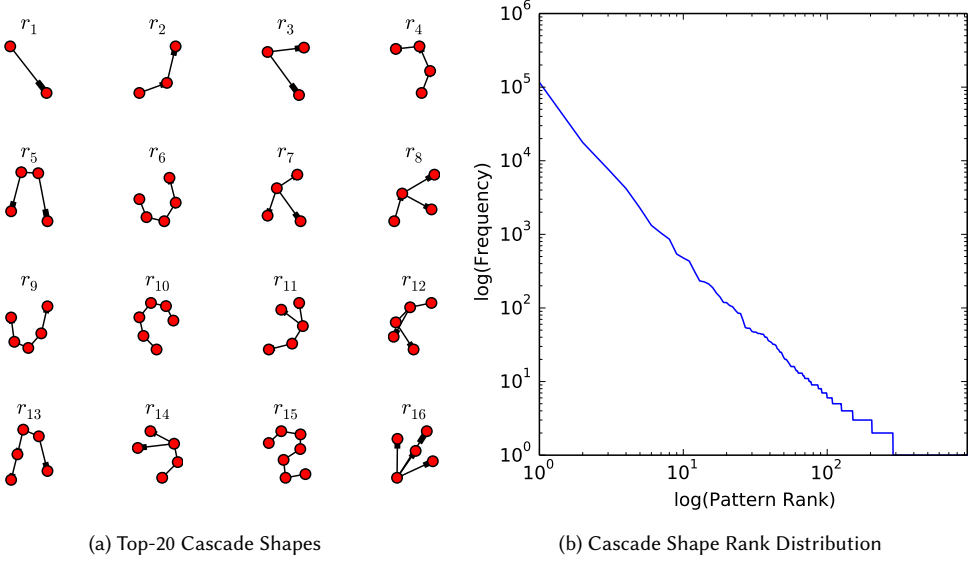 r1 r2 r3 r4
r5 r6 r7 r8
r9 r10 r11 r12
r13 r14 r15 r16
(a) Top-20 Cascade Shapes
log(Frequency)
10^6
10^5
10^4
10^3
10^2
10^1
10^0
10^0 10^1 10^2
log(Pattern Rank)
(b) Cascade Shape Rank Distribution